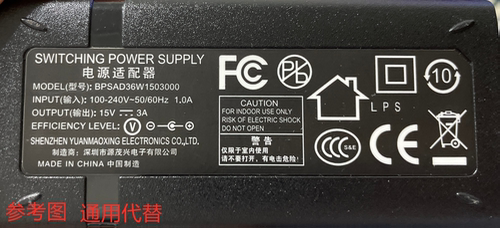 SWITCHING POWER SUPPLY
电源适配器
MODEL(型号): BPSAD36W1503000
INPUT(输入): 100-240V~50/60Hz 1,0A
OUTPUT(输出): 15V ⎓ 3A
EFFICIENCY LEVEL: V
SHENZHEN YUANMAOXING ELECTRONICS CO.,LTD.
制造商: 深圳市源茂兴电子有限公司
MADE IN CHINA 中国制造
FC
Pb
CAUTION
FOR INDOOR USE ONLY
RISK OF ELECTRIC SHOCK
DO NOT OPEN
警告
仅限于室内使用
请不要打开、有电击危险!
LPS
10
CCC
S&E
CE
参考图 通用代替